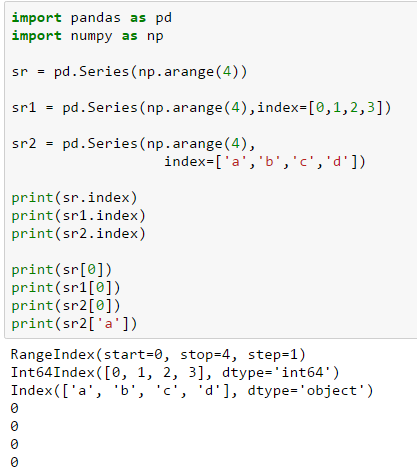 import pandas as pd
import numpy as np
sr = pd.Series(np.arange(4))
sr1 = pd.Series(np.arange(4),index=[0,1,2,3])
sr2 = pd.Series(np.arange(4),
index=['a','b','c','d'])
print(sr.index)
print(sr1.index)
print(sr2.index)
print(sr[0])
print(sr1[0])
print(sr2[0])
print(sr2['a'])
RangeIndex(start=0, stop=4, step=1)
Int64Index([0, 1, 2, 3], dtype='int64')
Index(['a', 'b', 'c', 'd'], dtype='object')
0
0
0
0